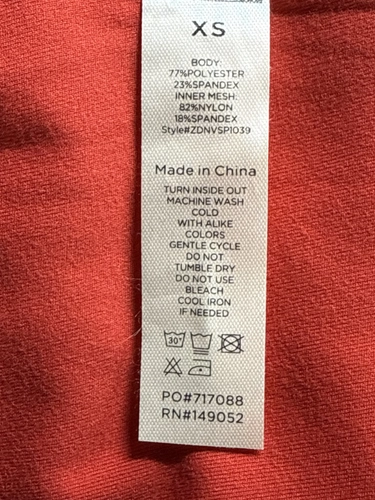 XS
BODY:
77%POLYESTER
23%SPANDEX
INNER MESH:
82%NYLON
18%SPANDEX
Style#ZDNVSP1039
Made in China
TURN INSIDE OUT
MACHINE WASH
COLD
WITH ALIKE
COLORS
GENTLE CYCLE
DO NOT
TUMBLE DRY
DO NOT USE
BLEACH
COOL IRON
IF NEEDED
30°
PO#717088
RN#149052